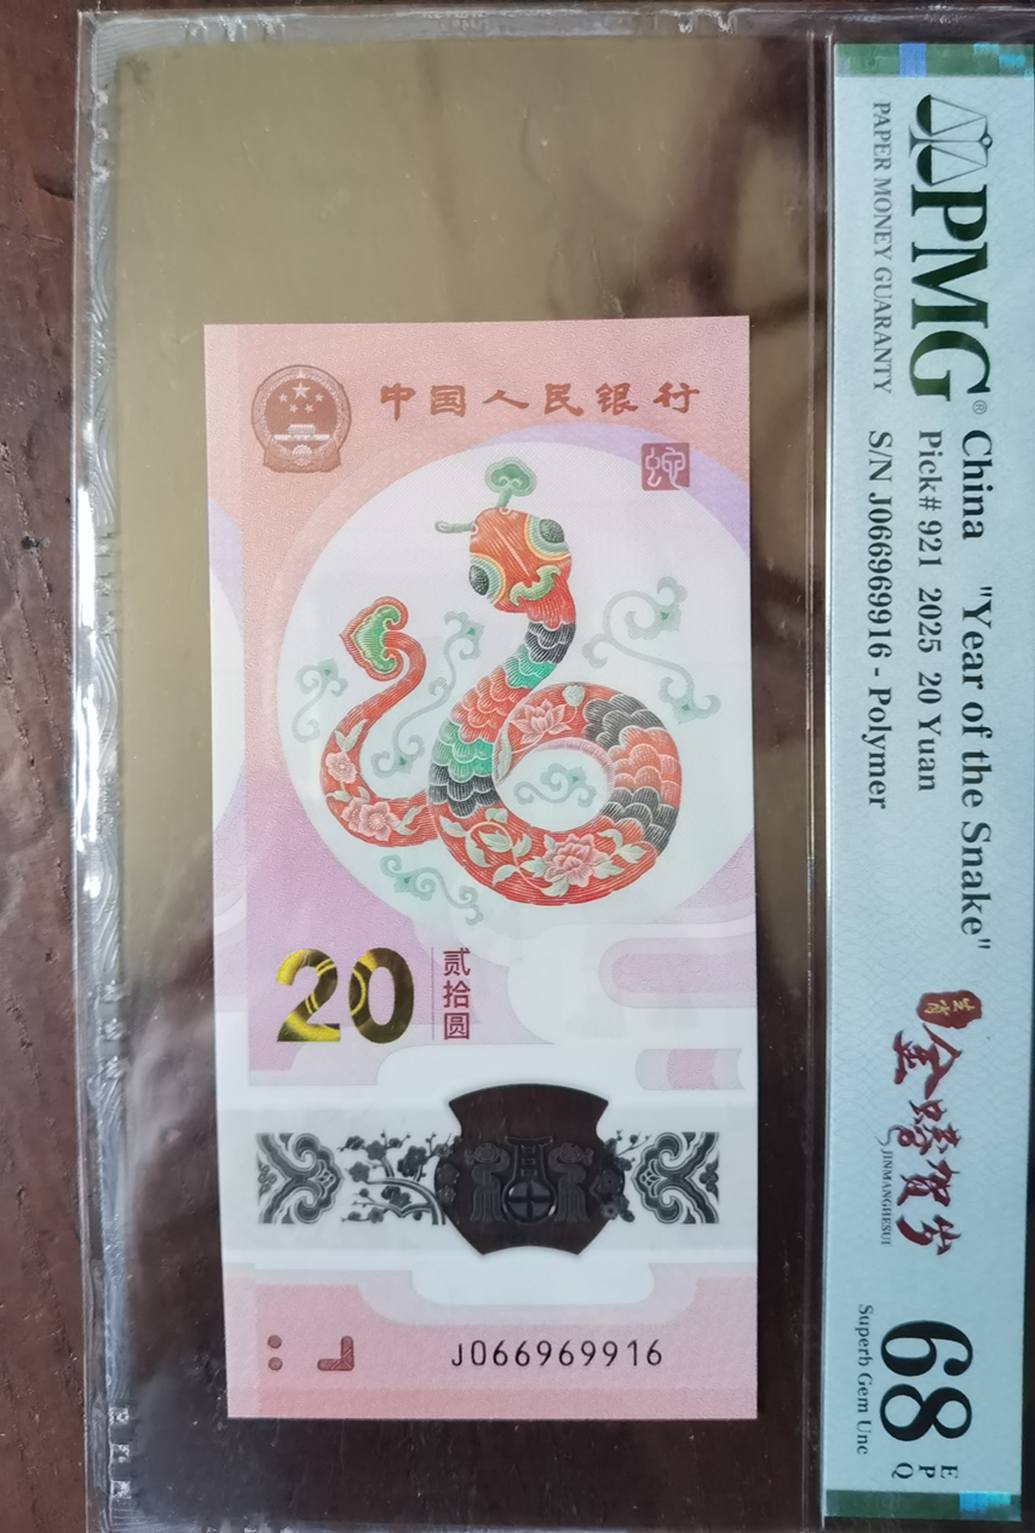 中国人民银行
蛇
20
贰拾圆
J066969916
PMG®
PAPER MONEY GUARANTY
China "Year of the Snake"
Pick# 921 2025 20 Yuan
S/N J066969916 - Polymer
金蟒贺岁
JINMANGHESUI
68
EPQ
Superb Gem Unc